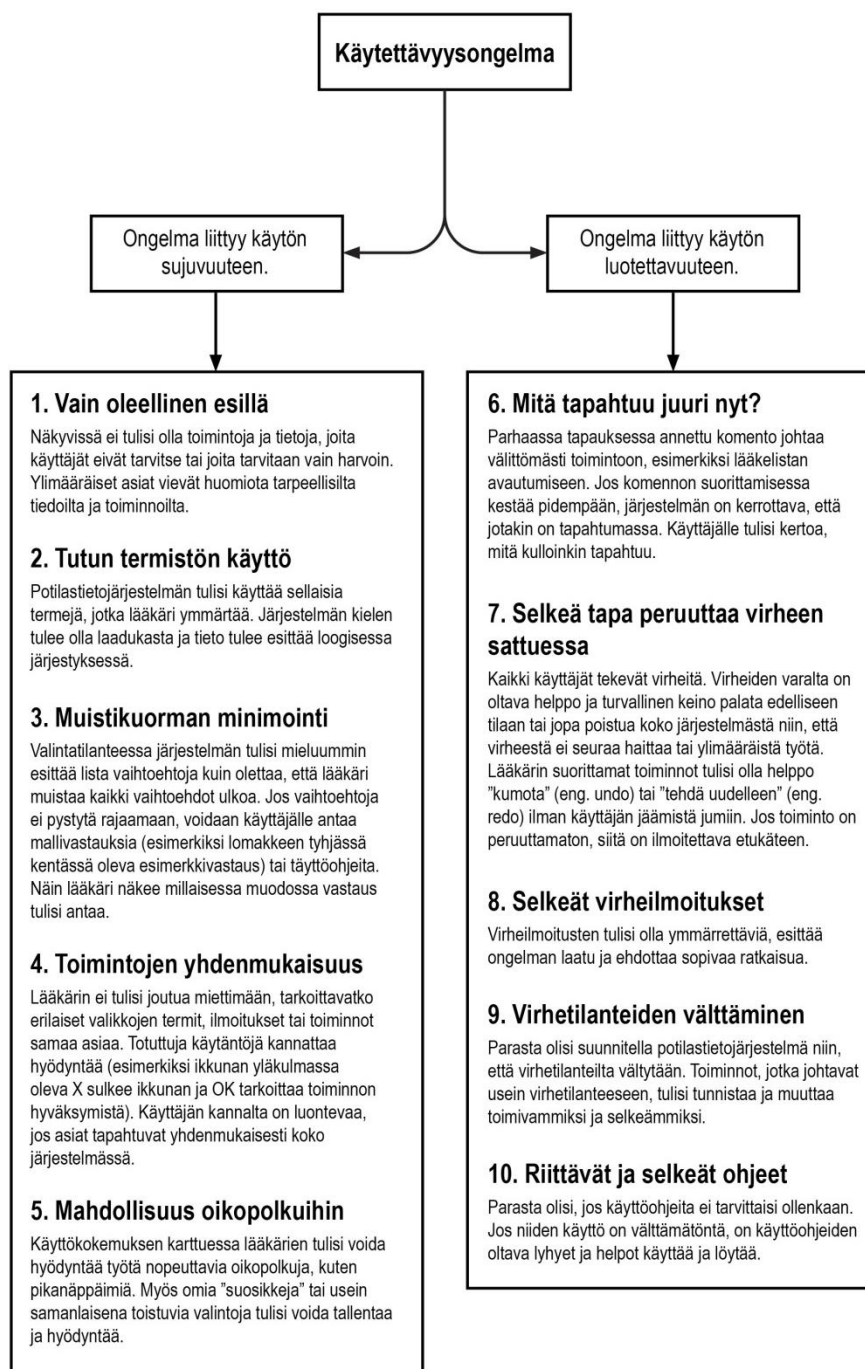 Käytettävyysongelma
Ongelma liittyy käytön
sujuvuuteen.
Ongelma liittyy käytön
luotettavuuteen.
1. Vain oleellinen esillä
Näkyvissä ei tulisi olla toimintoja ja tietoja, joita
käyttäjät eivät tarvitse tai joita tarvitaan vain harvoin.
Ylimääräiset asiat vievät huomiota tarpeellisilta
tiedoilta ja toiminnoilta.
2. Tutun termistön käyttö
Potilastietojärjestelmän tulisi käyttää sellaisia
termejä, jotka lääkäri ymmärtää. Järjestelmän kielen
tulee olla laadukasta ja tieto tulee esittää loogisessa
järjestyksessä.
3. Muistikuorman minimointi
Valintatilanteessa järjestelmän tulisi mieluummin
esittää lista vaihtoehtoja kuin olettaa, että lääkäri
muistaa kaikki vaihtoehdot ulkoa. Jos vaihtoehtoja
ei pystytä rajaamaan, voidaan käyttäjälle antaa
mallivastauksia (esimerkiksi lomakkeen tyhjässä
kentässä oleva esimerkkivastaus) tai täyttöohjeita.
Näin lääkäri näkee millaisessa muodossa vastaus
tulisi antaa.
4. Toimintojen yhdenmukaisuus
Lääkärin ei tulisi joutua miettimään, tarkoittavatko
erilaiset valikkojen termit, ilmoitukset tai toiminnot
samaa asiaa. Totuttuja käytäntöjä kannattaa
hyödyntää (esimerkiksi ikkunan yläkulmassa
oleva X sulkee ikkunan ja OK tarkoittaa toiminnon
hyväksymistä). Käyttäjän kannalta on luontevaa,
jos asiat tapahtuvat yhdenmukaisesti koko
järjestelmässä.
5. Mahdollisuus oikopolkuihin
Käyttökokemuksen karttuessa lääkärien tulisi voida
hyödyntää työtä nopeuttavia oikopolkuja, kuten
pikanäppäimiä. Myös omia ”suosikkeja” tai usein
samanlaisena toistuvia valintoja tulisi voida tallentaa
ja hyödyntää.
6. Mitä tapahtuu juuri nyt?
Parhaassa tapauksessa annettu komento johtaa
välittömästi toimintoon, esimerkiksi lääkelistan
avautumiseen. Jos komennon suorittamisessa
kestää pidempään, järjestelmän on kerrottava, että
jotakin on tapahtumassa. Käyttäjälle tulisi kertoa,
mitä kulloinkin tapahtuu.
7. Selkeä tapa peruuttaa virheen
sattuessa
Kaikki käyttäjät tekevät virheitä. Virheiden varalta on
oltava helppo ja turvallinen keino palata edelliseen
tilaan tai jopa poistua koko järjestelmästä niin, että
virheestä ei seuraa haittaa tai ylimääräistä työtä.
Lääkärin suorittamat toiminnot tulisi olla helppo
”kumota” (eng. undo) tai ”tehdä uudelleen” (eng.
redo) ilman käyttäjän jäämistä jumiin. Jos toiminto on
peruuttamaton, siitä on ilmoitettava etukäteen.
8. Selkeät virheilmoitukset
Virheilmoitusten tulisi olla ymmärrettäviä, esittää
ongelman laatu ja ehdottaa sopivaa ratkaisua.
9. Virhetilanteiden välttäminen
Parasta olisi suunnitella potilastietojärjestelmä niin,
että virhetilanteilta vältytään. Toiminnot, jotka johtavat
usein virhetilanteeseen, tulisi tunnistaa ja muuttaa
toimivammiksi ja selkeämmiksi.
10. Riittävät ja selkeät ohjeet
Parasta olisi, jos käyttöohjeita ei tarvittaisi ollenkaan.
Jos niiden käyttö on välttämätöntä, on käyttöohjeiden
oltava lyhyet ja helpot käyttää ja löytää.